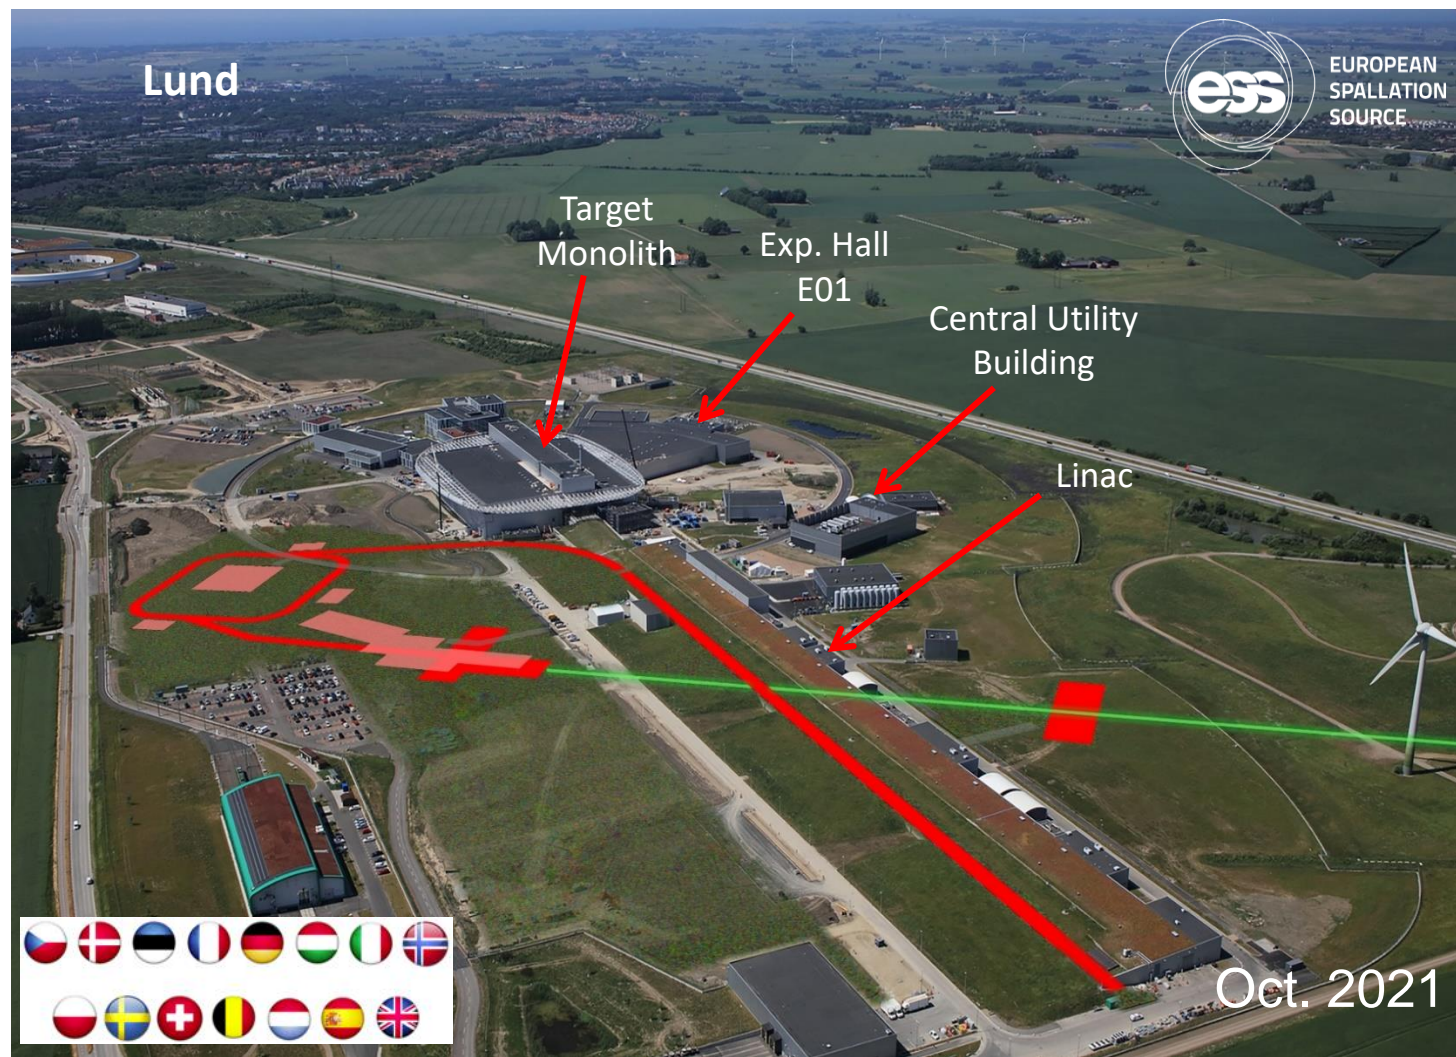 Lund
ess
EUROPEAN
SPALLATION
SOURCE
Target
Monolith
Exp. Hall
E01
Central Utility
Building
Linac
Oct. 2021